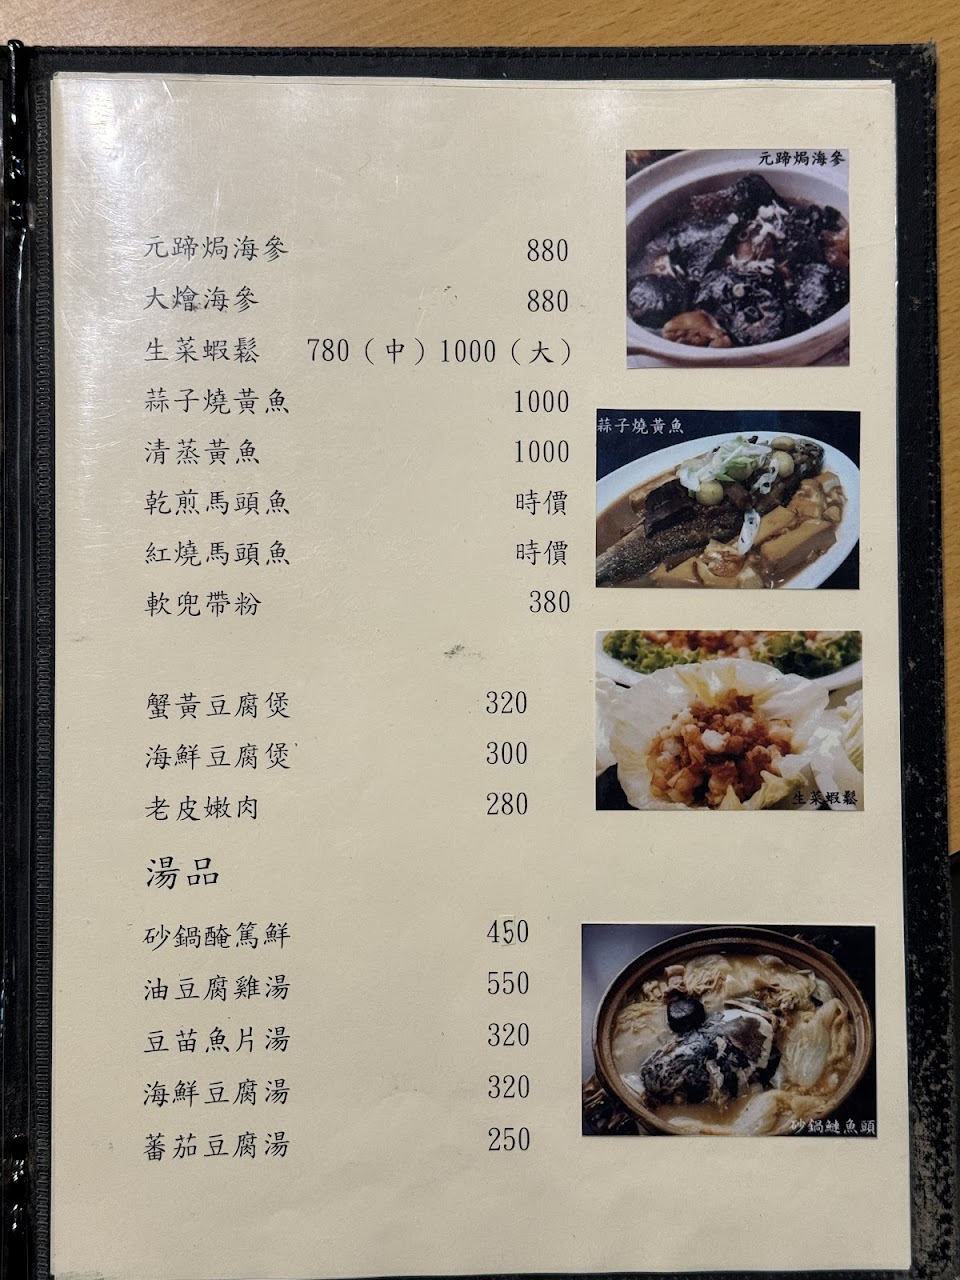 元蹄焗海參 880
大燴海參 880
生菜蝦鬆 780（中）1000（大）
蒜子燒黃魚 1000
清蒸黃魚 1000
乾煎馬頭魚 時價
紅燒馬頭魚 時價
軟兜帶粉 380
蟹黃豆腐煲 320
海鮮豆腐煲 300
老皮嫩肉 280
湯品
砂鍋醃篤鮮 450
油豆腐雞湯 550
豆苗魚片湯 320
海鮮豆腐湯 320
蕃茄豆腐湯 250
元蹄焗海參
蒜子燒黃魚
生菜蝦鬆
砂鍋鰱魚頭